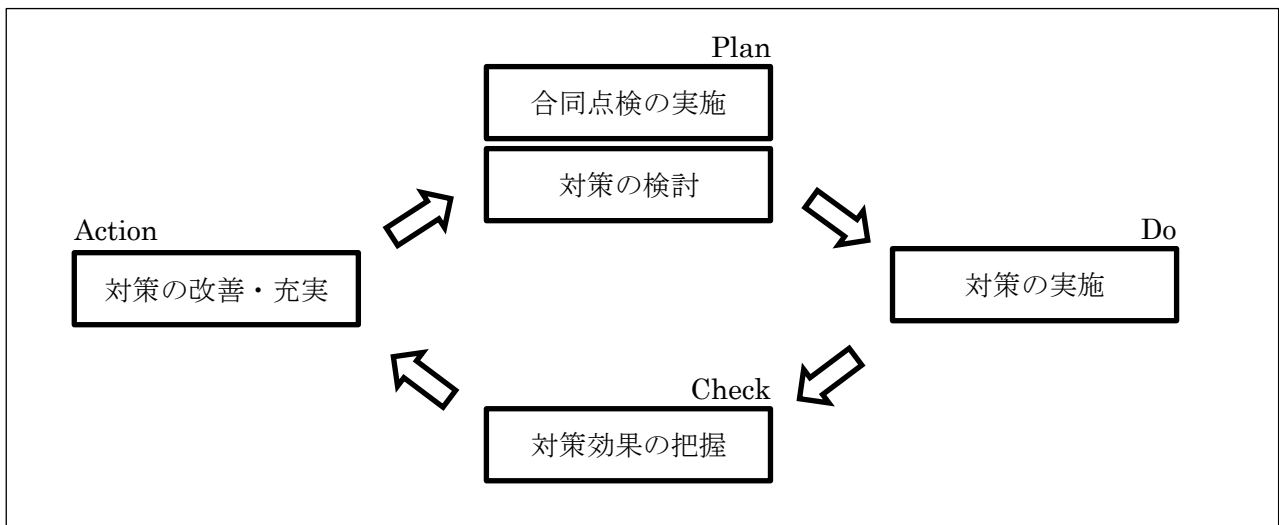 Plan
合同点検の実施
対策の検討
Do
対策の実施
Check
対策効果の把握
Action
対策の改善・充実